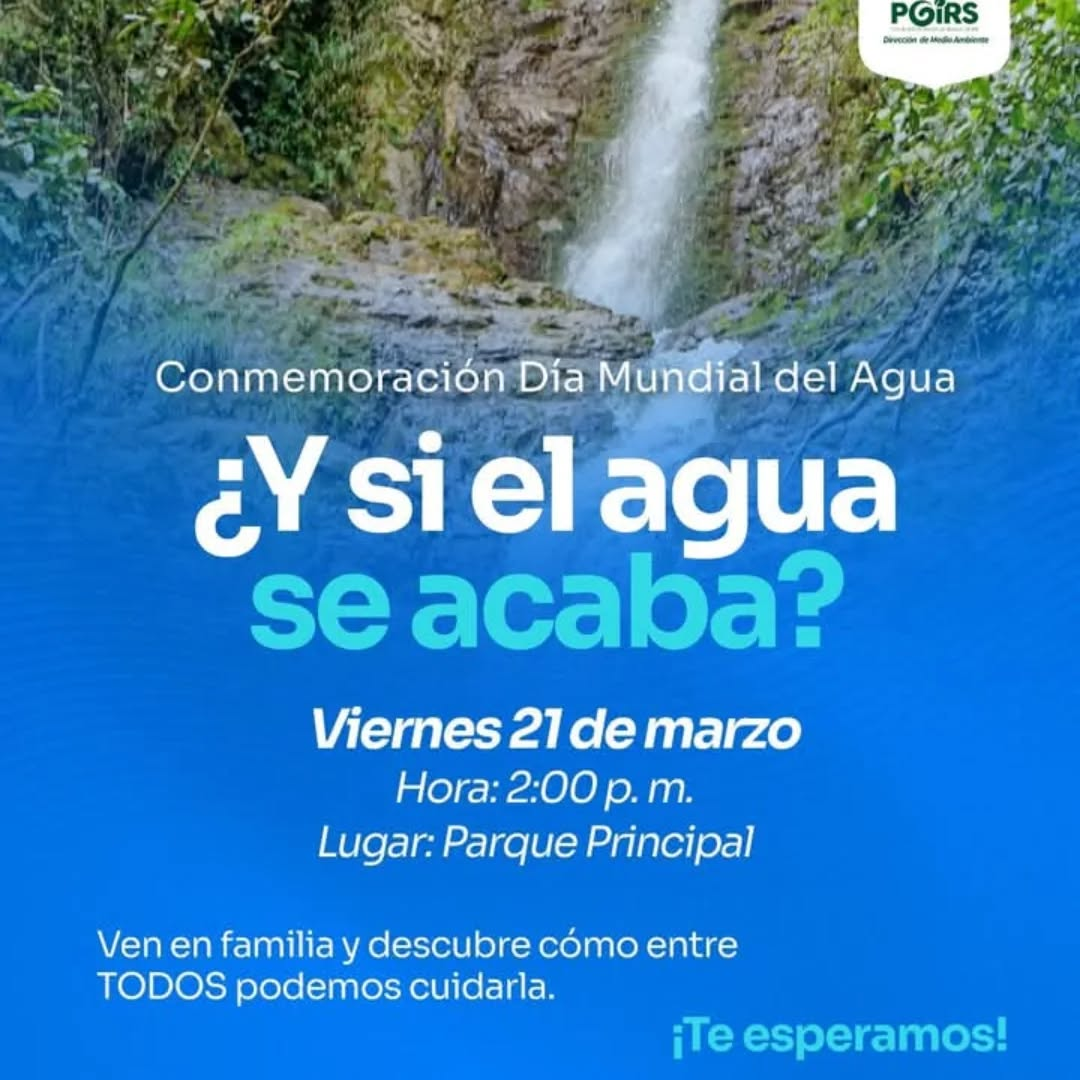 PGIRS
Dirección de Medio Ambiente
Conmemoración Día Mundial del Agua
¿Y si el agua
se acaba?
Viernes 21 de marzo
Hora: 2:00 p. m.
Lugar: Parque Principal
Ven en familia y descubre cómo entre
TODOS podemos cuidarla.
¡Te esperamos!